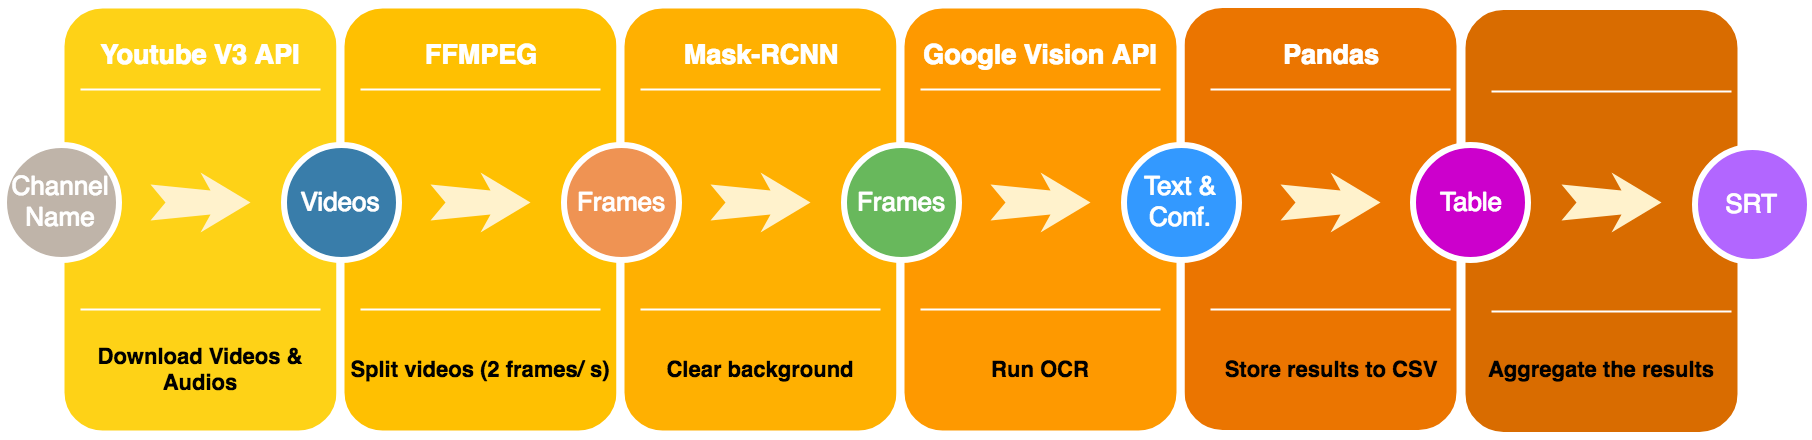 Youtube V3 API
FFMPEG
Mask-RCNN
Google Vision API
Pandas
Channel
Name
Videos
Frames
Frames
Text &
Conf.
Table
SRT
Download Videos &
Audios
Split videos (2 frames/ s)
Clear background
Run OCR
Store results to CSV
Aggregate the results